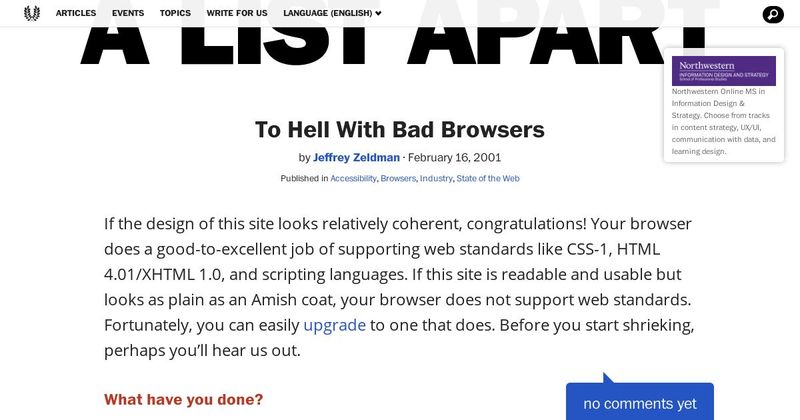 ARTICLES EVENTS TOPICS WRITE FOR US LANGUAGE (ENGLISH)
A LIST APART
Northwestern
INFORMATION DESIGN AND STRATEGY
School of Professional Studies
Northwestern Online MS in
Information Design &
Strategy. Choose from tracks
in content strategy, UX/UI,
communication with data, and
learning design.
To Hell With Bad Browsers
by Jeffrey Zeldman · February 16, 2001
Published in Accessibility, Browsers, Industry, State of the Web
If the design of this site looks relatively coherent, congratulations! Your browser
does a good-to-excellent job of supporting web standards like CSS-1, HTML
4.01/XHTML 1.0, and scripting languages. If this site is readable and usable but
looks as plain as an Amish coat, your browser does not support web standards.
Fortunately, you can easily upgrade to one that does. Before you start shrieking,
perhaps you’ll hear us out.
What have you done?
no comments yet